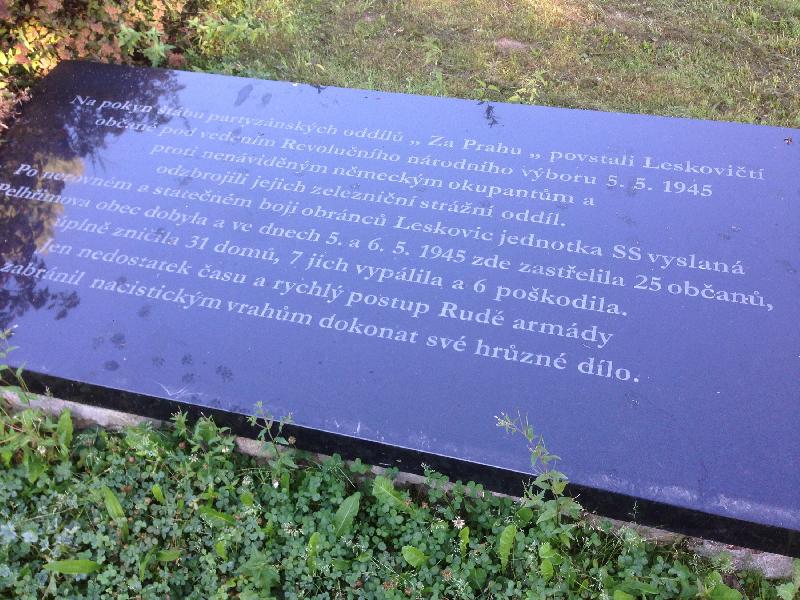 Na pokyn štábu partyzánských oddílů „ Za Prahu „ povstali Leskovičtí
občané pod vedením Revolučního národního výboru 5. 5. 1945
proti nenáviděným německým okupantům a
odzbrojili jejich železniční strážní oddíl.
Po nerovném a statečném boji obránců Leskovic jednotka SS vyslaná
Pelhřimova obec dobyla a ve dnech 5. a 6. 5. 1945 zde zastřelila 25 občanů,
úplně zničila 31 domů, 7 jich vypálila a 6 poškodila.
Jen nedostatek času a rychlý postup Rudé armády
zabránil nacistickým vrahům dokonat své hrůzné dílo.